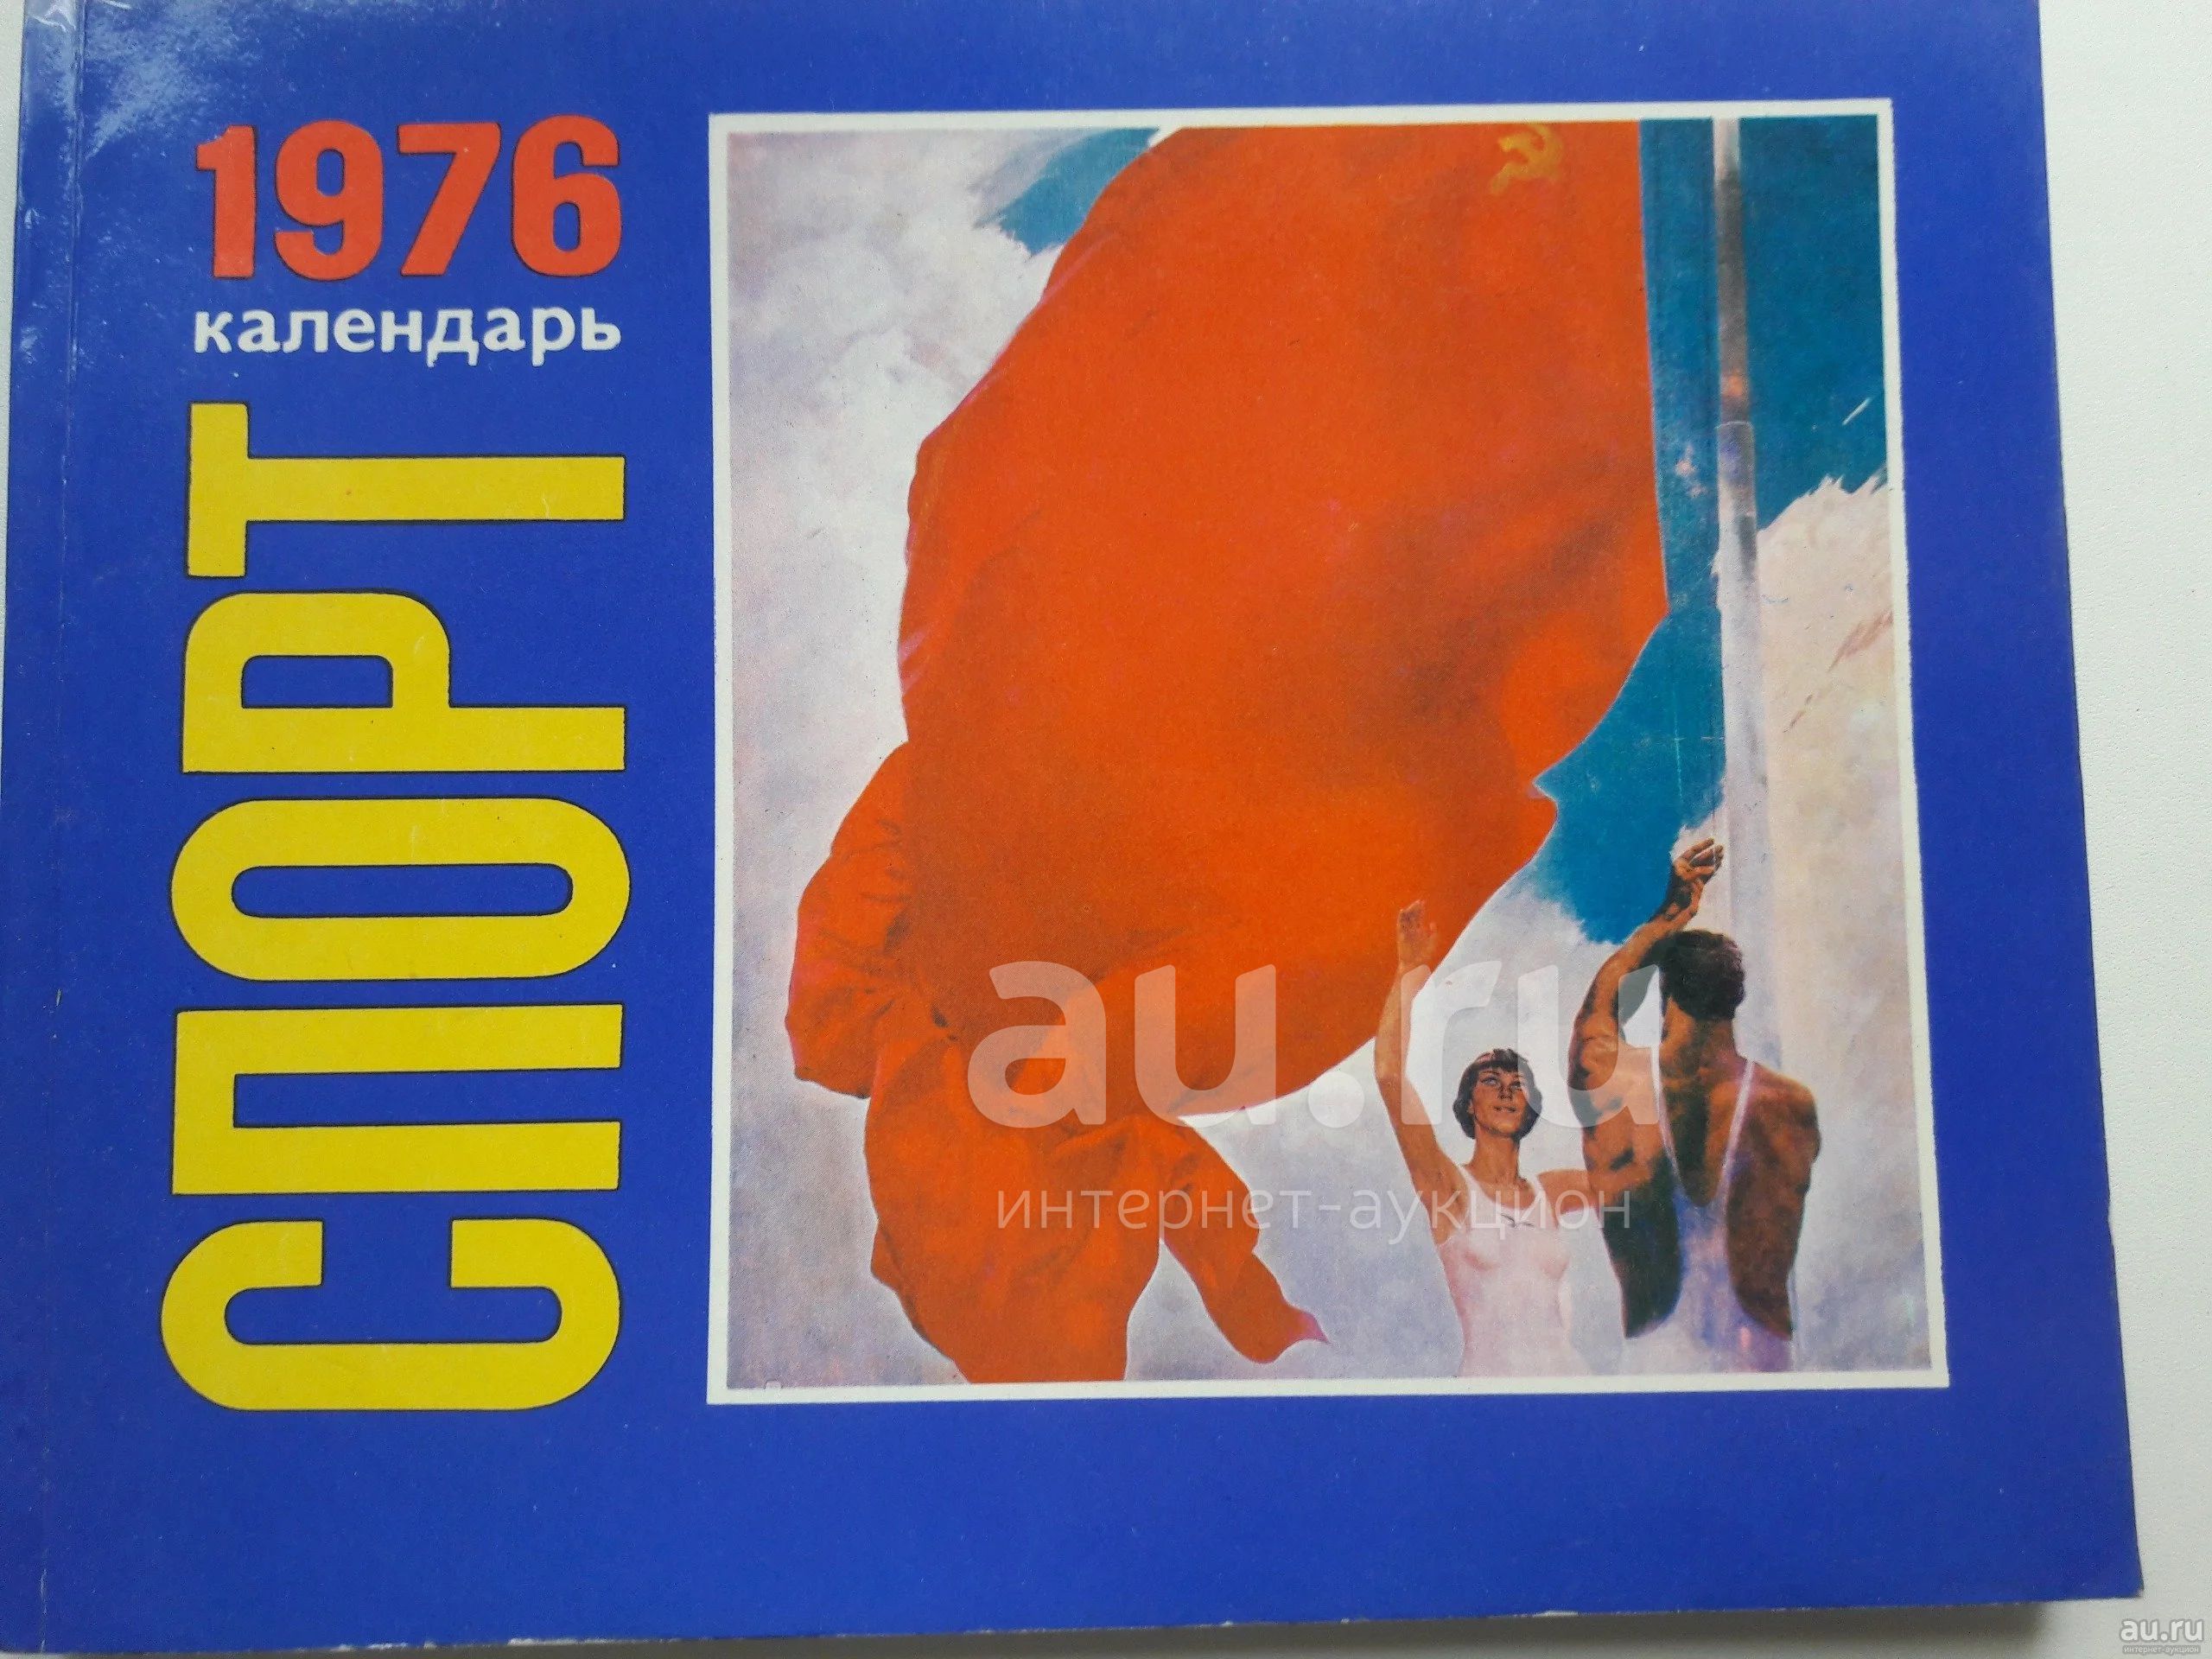 1976
календарь
СПОРТ
au.ru
интернет-аукцион
au.ru
интернет-аукцион